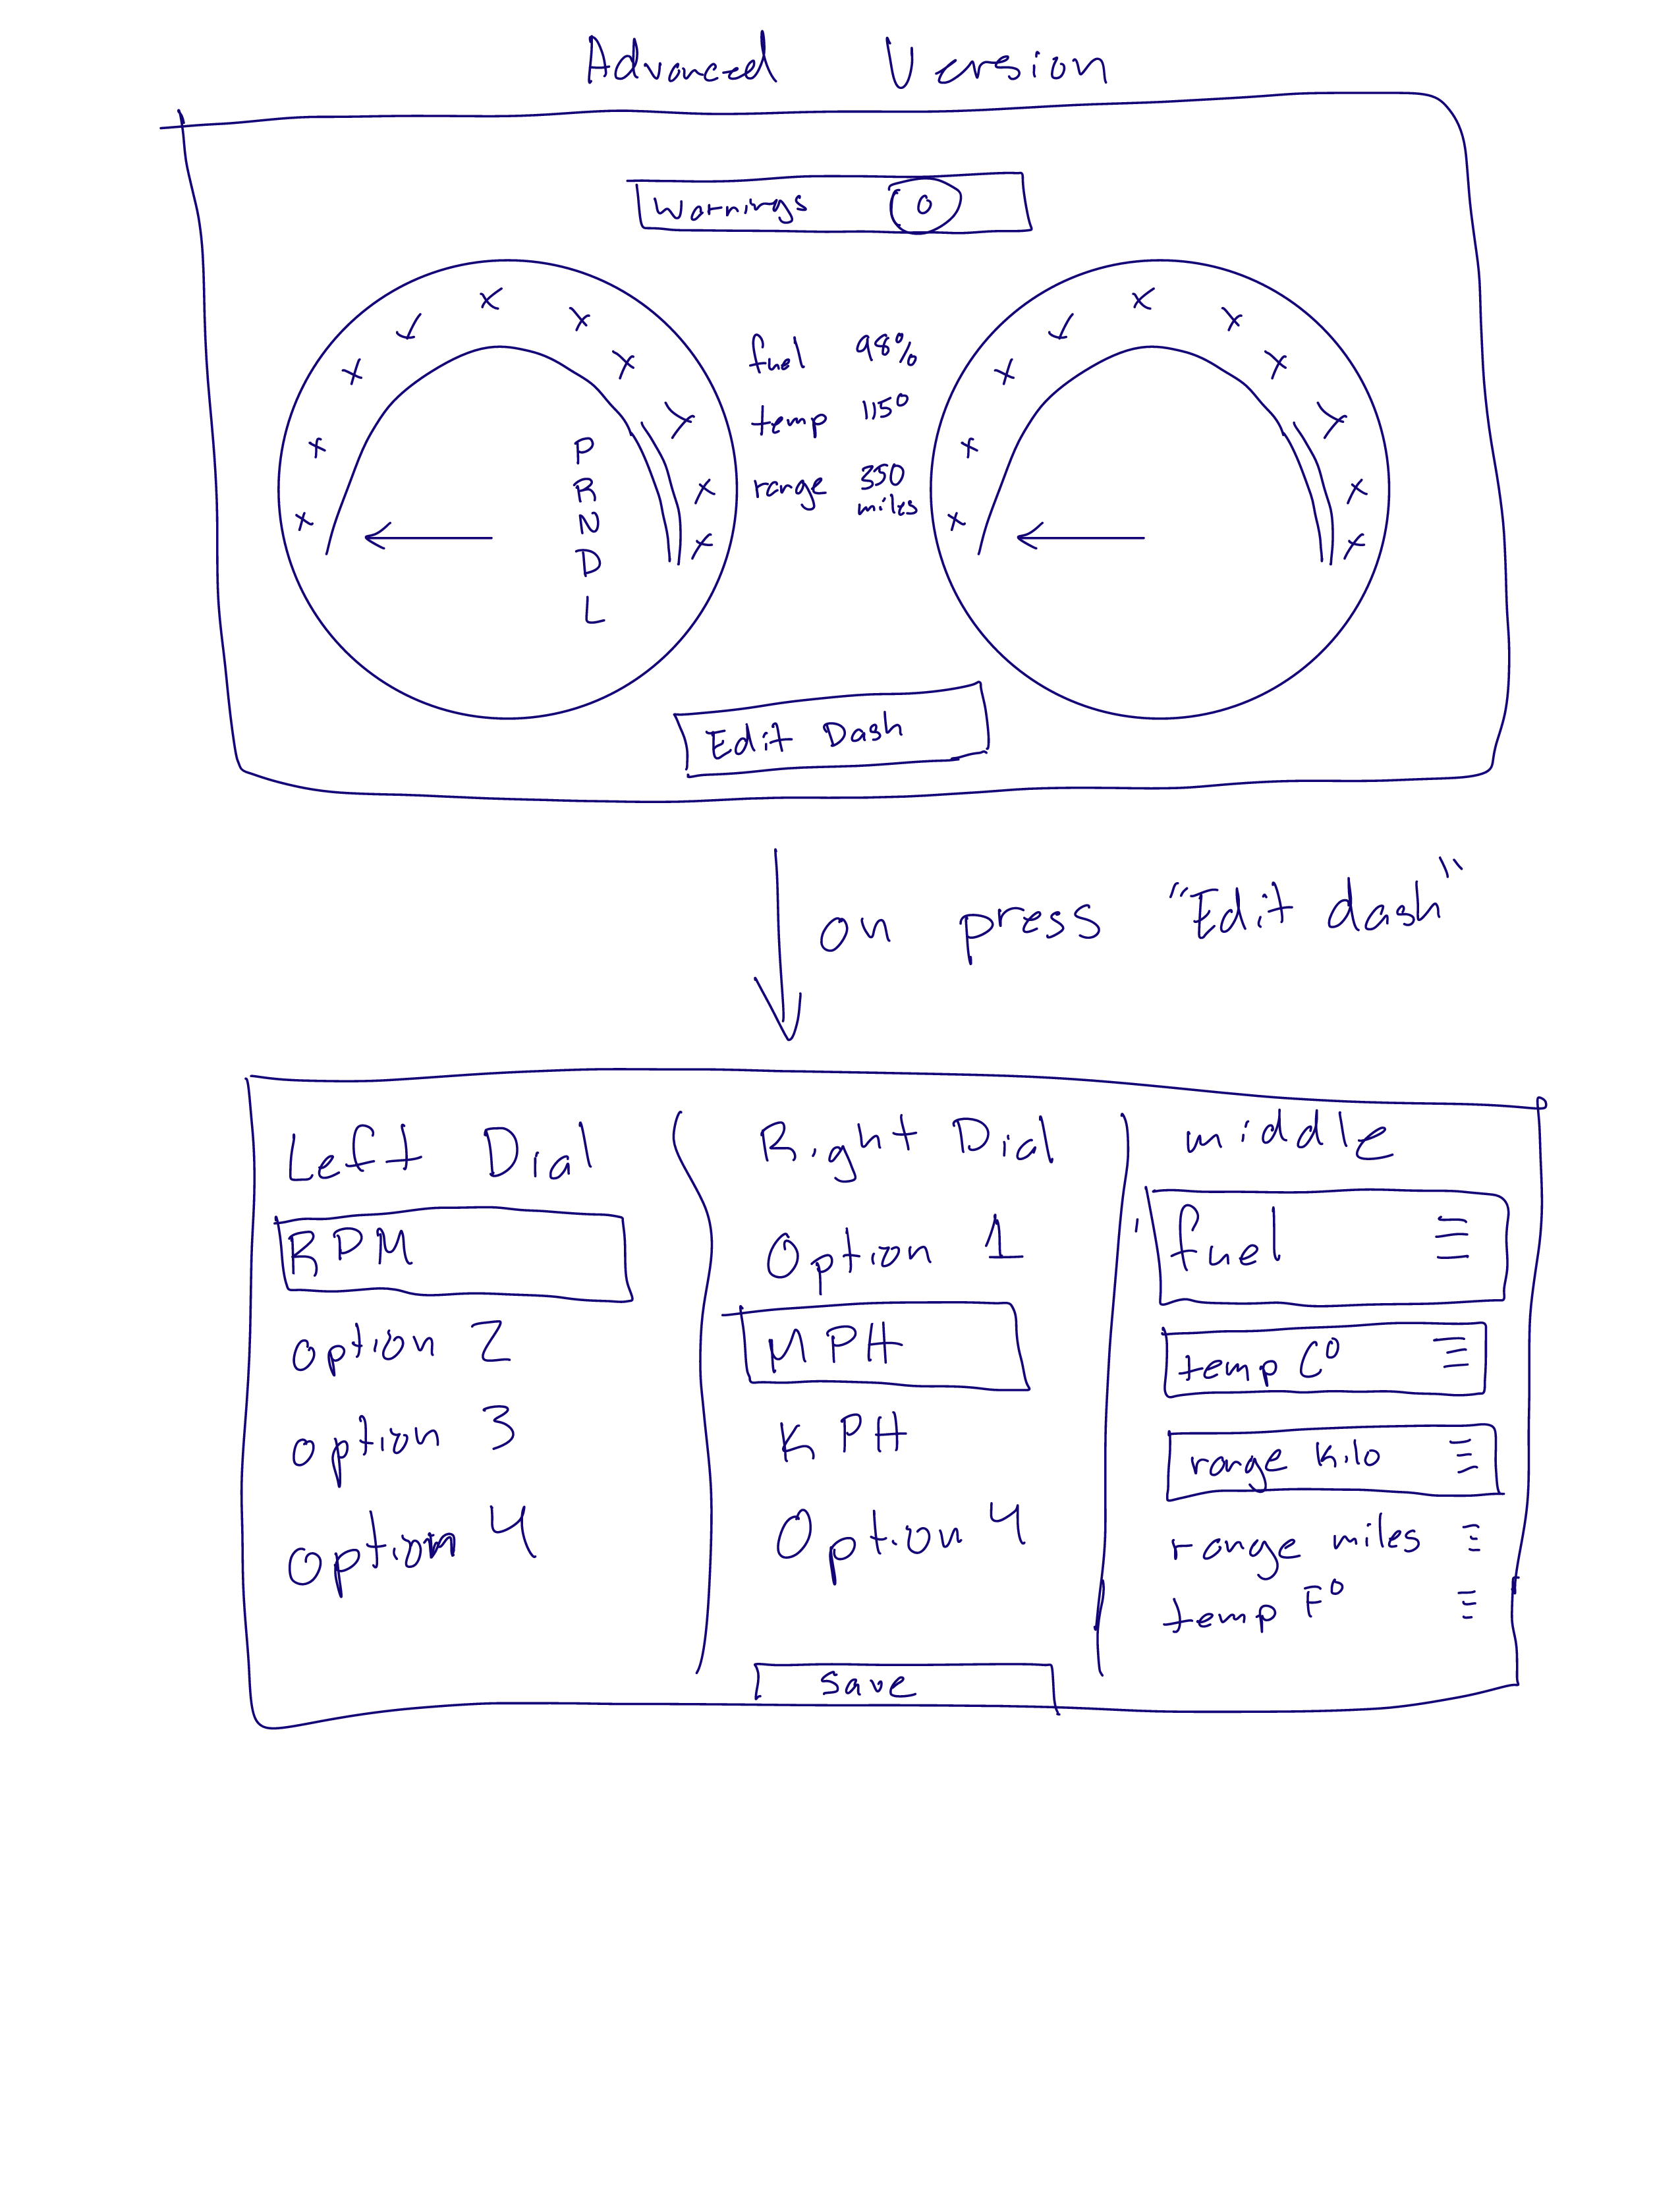 Advanced Version
Warnings 0
fuel 98%
temp 115°
range 350 miles
P
R
N
D
L
Edit Dash
on press "Edit dash"
Left Dial
RPM
option 2
option 3
option 4
Right Dial
Option 1
MPH
KPH
Option 4
middle
fuel
temp C°
range kilo
range miles
temp F°
Save